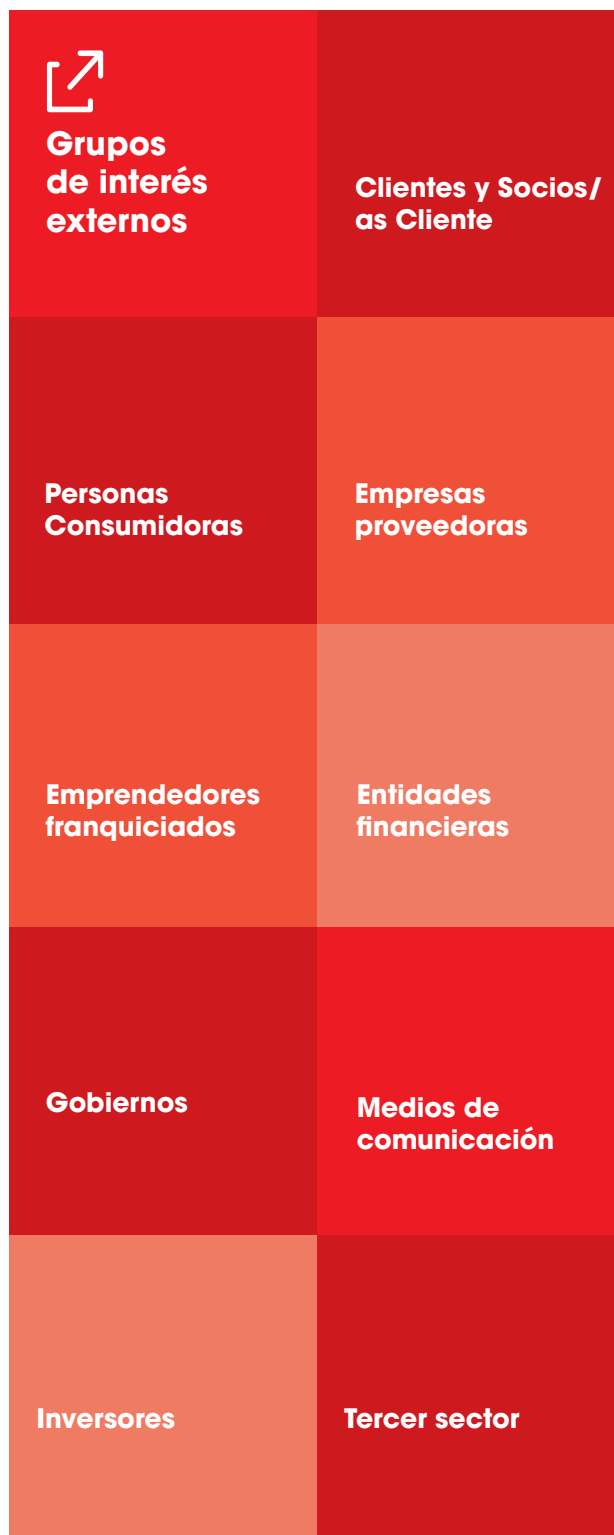 Grupos
de interés
externos
Clientes y Socios/
as Cliente
Personas
Consumidoras
Empresas
proveedoras
Emprendedores
franquiciados
Entidades
financieras
Gobiernos
Medios de
comunicación
Inversores
Tercer sector